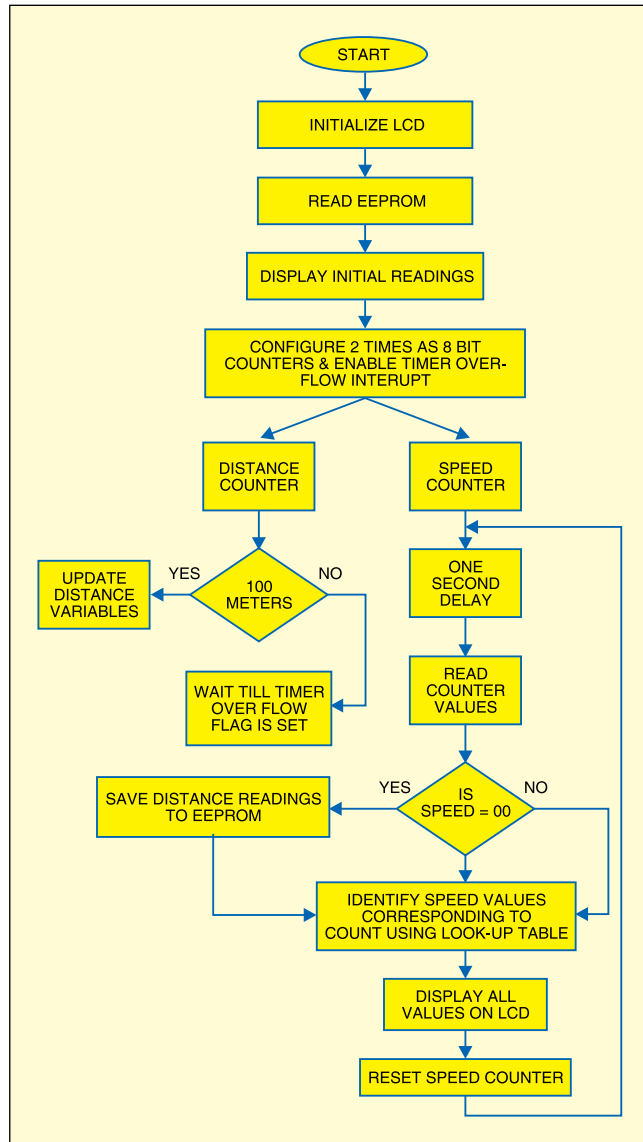 START
INITIALIZE LCD
READ EEPROM
DISPLAY INITIAL READINGS
CONFIGURE 2 TIMES AS 8 BIT
COUNTERS & ENABLE TIMER OVER-
FLOW INTERUPT
DISTANCE
COUNTER
SPEED
COUNTER
UPDATE
DISTANCE
VARIABLES
YES
100
METERS
NO
ONE
SECOND
DELAY
WAIT TILL TIMER
OVER FLOW
FLAG IS SET
READ
COUNTER
VALUES
SAVE DISTANCE READINGS
TO EEPROM
YES
IS
SPEED = 00
NO
IDENTIFY SPEED VALUES
CORRESPONDING TO
COUNT USING LOOK-UP TABLE
DISPLAY ALL
VALUES ON LCD
RESET SPEED COUNTER